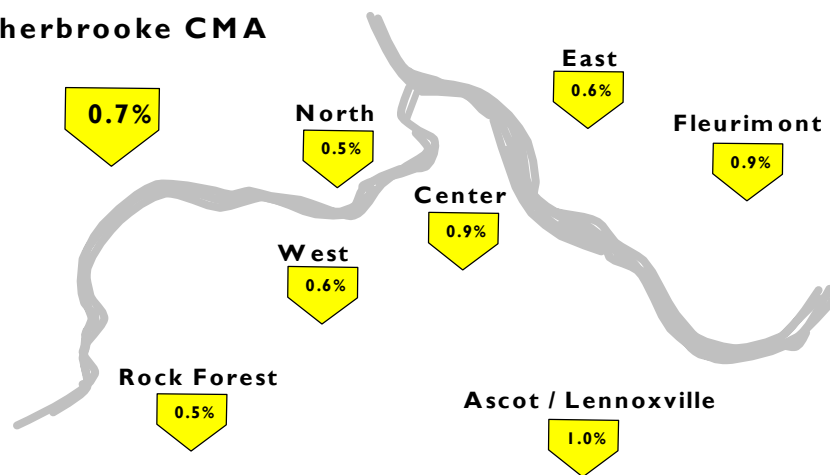 herbrooke CMA
0.7%
North
0.5%
East
0.6%
Fleurimont
0.9%
Center
0.9%
West
0.6%
Rock Forest
0.5%
Ascot / Lennoxville
1.0%